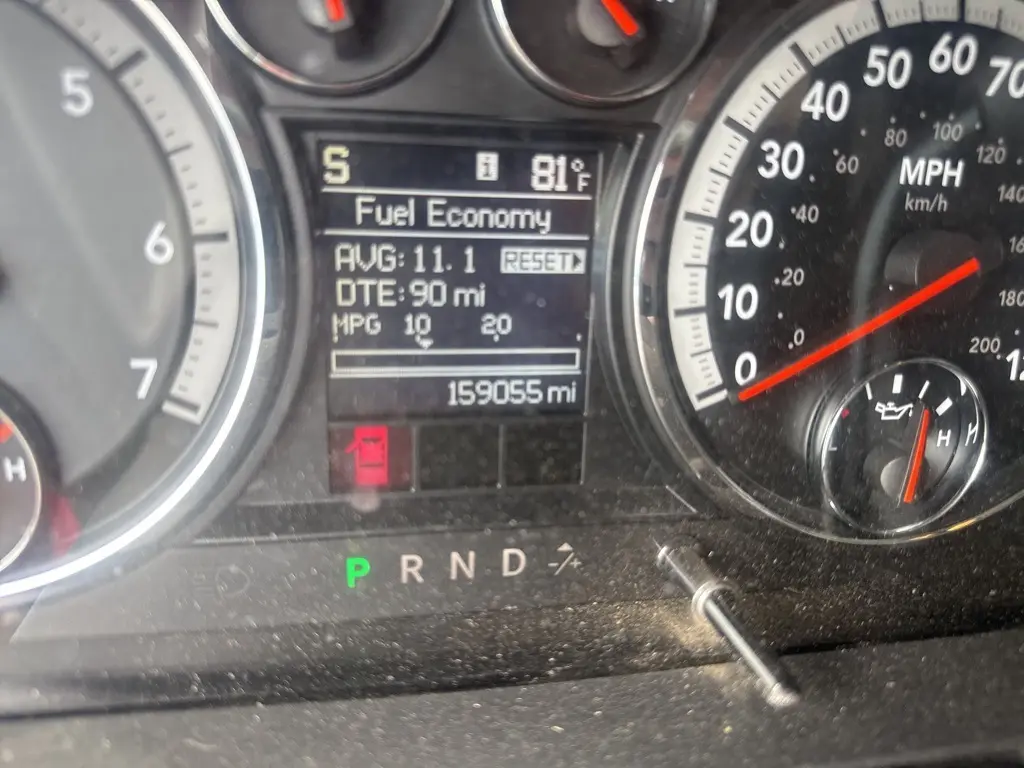 5
6
7
H
S i 81°F
Fuel Economy
AVG: 11.1 RESET
DTE: 90 mi
MPG 10 20
159055 mi
P R N D -/+
0 10 20 30 40 50 60 70
.0 20 40 60 80 100 120 140 180 200
MPH
km/h
L H